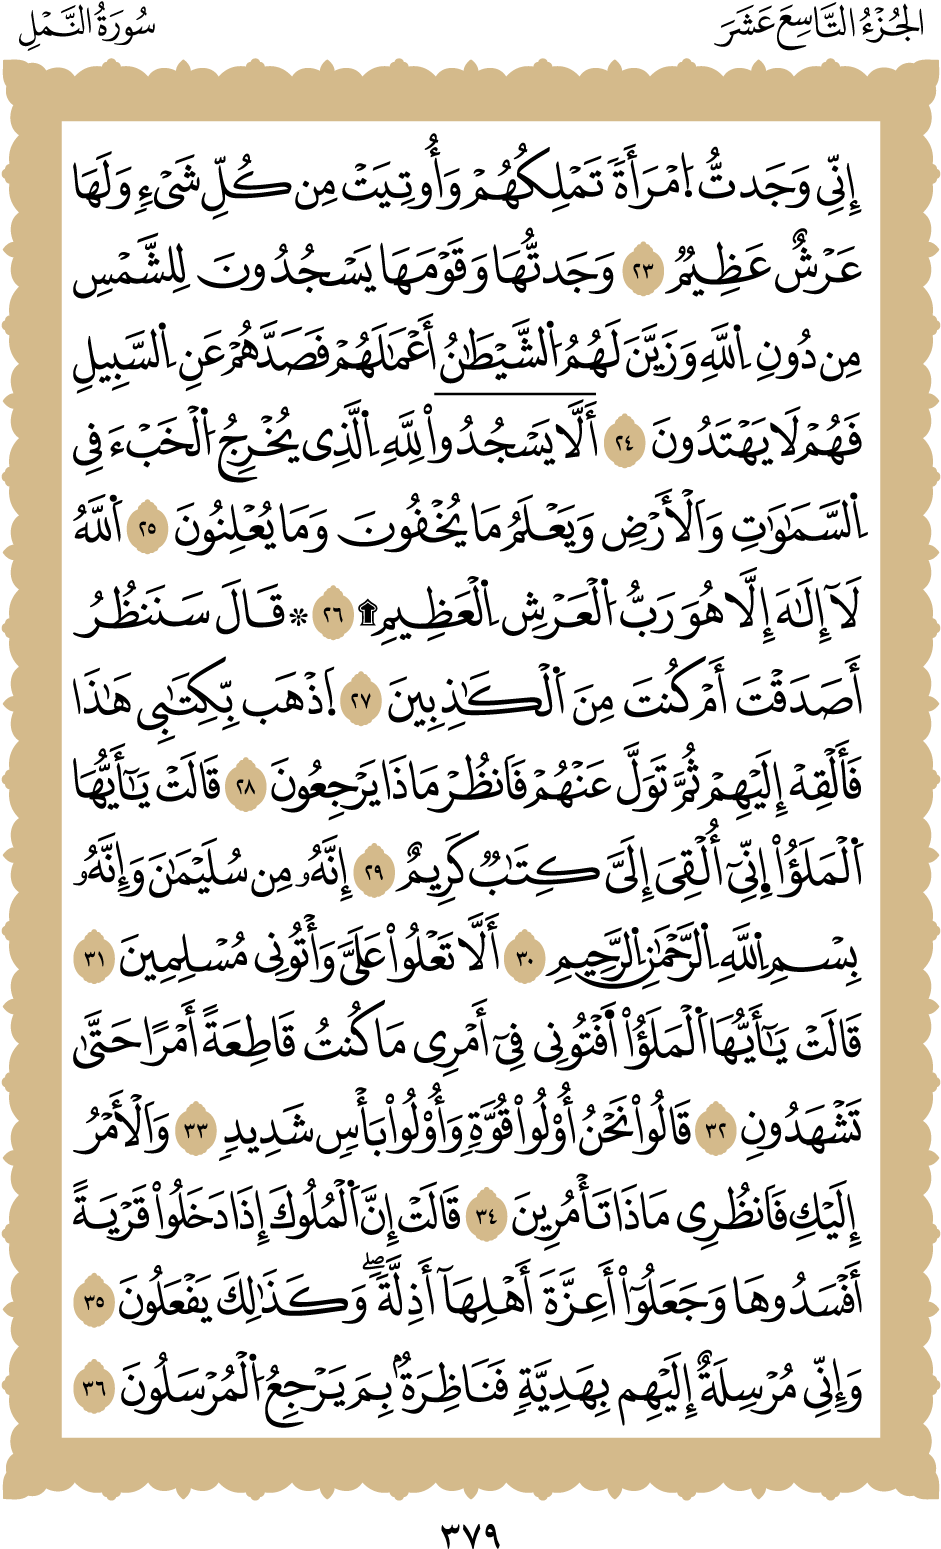 الجُزْءُ التَّاسِعَ عَشَرَ
سُورَةُ النَّمْلِ
إِنِّي وَجَدتُّ ٱمْرَأَةً تَمْلِكُهُمْ وَأُوتِيَتْ مِن كُلِّ شَىْءٍ وَلَهَا
عَرْشٌ عَظِيمٌ ٢٣ وَجَدتُّهَا وَقَوْمَهَا يَسْجُدُونَ لِلشَّمْسِ
مِن دُونِ ٱللَّهِ وَزَيَّنَ لَهُمُ ٱلشَّيْطَٰنُ أَعْمَٰلَهُمْ فَصَدَّهُمْ عَنِ ٱلسَّبِيلِ
فَهُمْ لَا يَهْتَدُونَ ٢٤ أَلَّا يَسْجُدُوا۟ لِلَّهِ ٱلَّذِى يُخْرِجُ ٱلْخَبْءَ فِى
ٱلسَّمَٰوَٰتِ وَٱلْأَرْضِ وَيَعْلَمُ مَا يُخْفُونَ وَمَا يُعْلِنُونَ ٢٥ ٱللَّهُ
لَآ إِلَٰهَ إِلَّا هُوَ رَبُّ ٱلْعَرْشِ ٱلْعَظِيمِ ۩ ٢٦ * قَالَ سَنَنظُرُ
أَصَدَقْتَ أَمْ كُنتَ مِنَ ٱلْكَٰذِبِينَ ٢٧ ٱذْهَب بِّكِتَٰبِى هَٰذَا
فَأَلْقِهْ إِلَيْهِمْ ثُمَّ تَوَلَّ عَنْهُمْ فَٱنظُرْ مَاذَا يَرْجِعُونَ ٢٨ قَالَتْ يَٰٓأَيُّهَا
ٱلْمَلَؤُا۟ إِنِّىٓ أُلْقِىَ إِلَىَّ كِتَٰبٌ كَرِيمٌ ٢٩ إِنَّهُۥ مِن سُلَيْمَٰنَ وَإِنَّهُۥ
بِسْمِ ٱللَّهِ ٱلرَّحْمَٰنِ ٱلرَّحِيمِ ٣٠ أَلَّا تَعْلُوا۟ عَلَىَّ وَأْتُونِى مُسْلِمِينَ ٣١
قَالَتْ يَٰٓأَيُّهَا ٱلْمَلَؤُا۟ أَفْتُونِى فِىٓ أَمْرِى مَا كُنتُ قَاطِعَةً أَمْرًا حَتَّىٰ
تَشْهَدُونِ ٣٢ قَالُوا۟ نَحْنُ أُو۟لُوا۟ قُوَّةٍ وَأُو۟لُوا۟ بَأْسٍ شَدِيدٍ ٣٣ وَٱلْأَمْرُ
إِلَيْكِ فَٱنظُرِى مَاذَا تَأْمُرِينَ ٣٤ قَالَتْ إِنَّ ٱلْمُلُوكَ إِذَا دَخَلُوا۟ قَرْيَةً
أَفْسَدُوهَا وَجَعَلُوٓا۟ أَعِزَّةَ أَهْلِهَآ أَذِلَّةً ۖ وَكَذَٰلِكَ يَفْعَلُونَ ٣٥
وَإِنِّى مُرْسِلَةٌ إِلَيْهِم بِهَدِيَّةٍ فَنَاظِرَةٌۢ بِمَ يَرْجِعُ ٱلْمُرْسَلُونَ ٣٦
٣٧٩